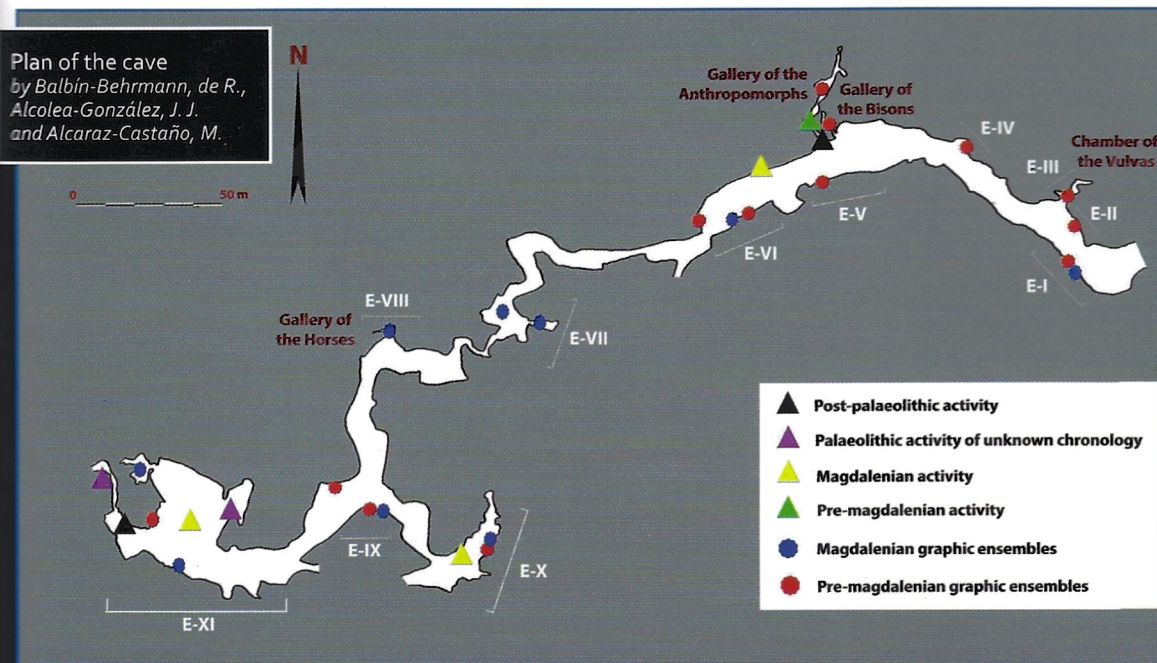 Plan of the cave
by Balbín-Behrmann, de R.,
Alcolea-González, J. J.
and Alcaraz-Castaño, M.
N
0 50 m
Gallery of the
Anthropomorphs
Gallery of
the Bisons
E-IV
Chamber of
the Vulvas
E-III
E-II
E-I
E-V
E-VI
E-VII
E-VIII
Gallery of
the Horses
E-IX
E-X
E-XI
Post-palaeolithic activity
Palaeolithic activity of unknown chronology
Magdalenian activity
Pre-magdalenian activity
Magdalenian graphic ensembles
Pre-magdalenian graphic ensembles